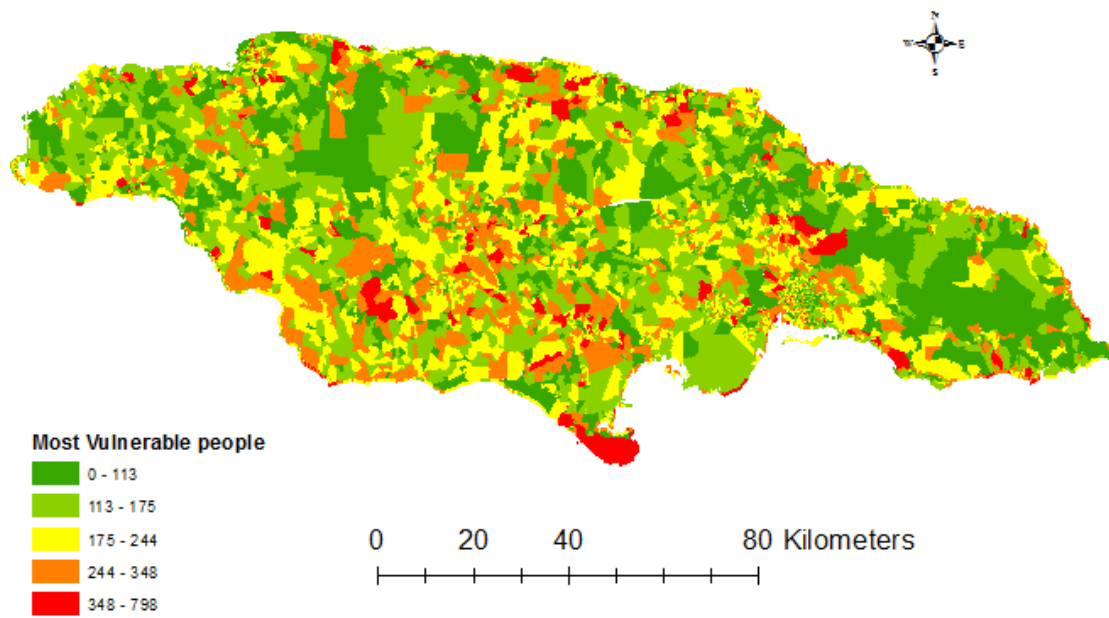 N
W E
S
Most Vulnerable people
0 - 113
113 - 175
175 - 244
244 - 348
348 - 798
0 20 40 80 Kilometers